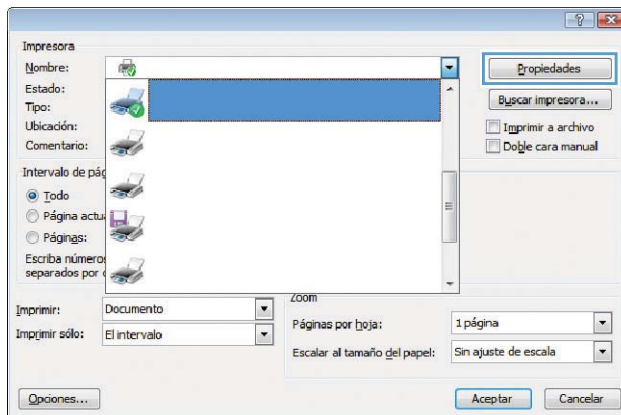 Impresora
Nombre:
Propiedades
Estado:
Tipo:
Buscar impresora...
Ubicación:
Imprimir a archivo
Comentario:
Doble cara manual
Intervalo de pág
Todo
Página actu
Páginas:
Escriba número
separados por
Zoom
Imprimir:
Documento
Páginas por hoja:
1 página
Imprimir sólo:
El intervalo
Escalar al tamaño del papel:
Sin ajuste de escala
Opciones...
Aceptar
Cancelar